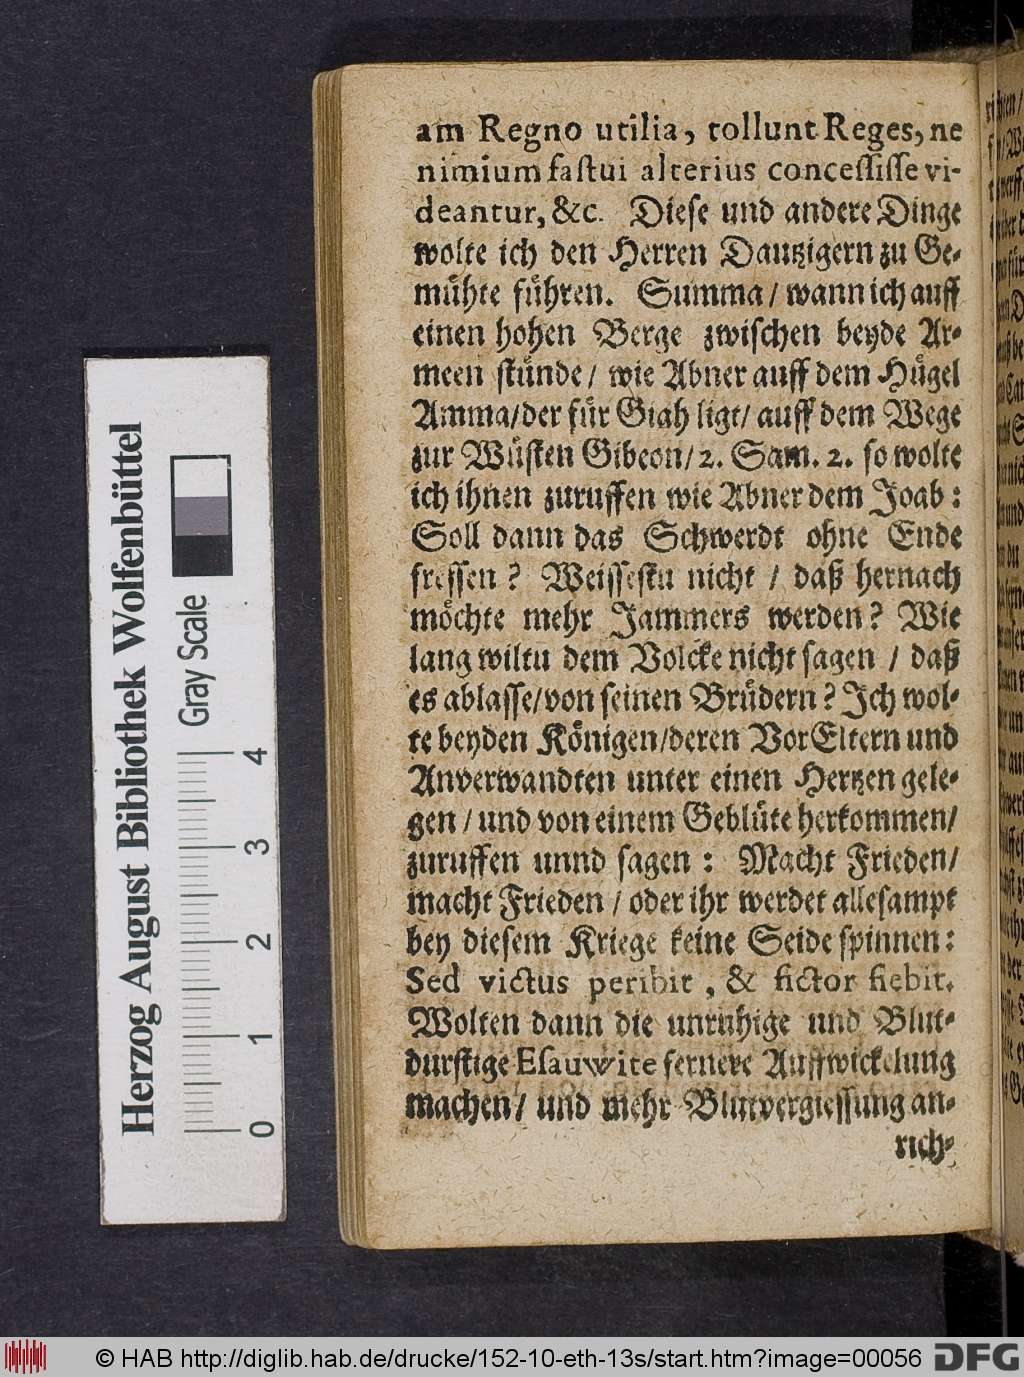 am Regno utilia, tollunt Reges, ne
nimium fastui alterius concessisse vi-
deantur, &c. Diese und andere Dinge
wolte ich den Herren Dantzigern zu Ge-
mühte führen. Summa / wann ich auff
einen hohen Berge zwischen beyde Ar-
meen stünde / wie Abner auff dem Hügel
Amma/der für Giah ligt/ auff dem Wege
zur Wüsten Gibeon/ 2. Sam. 2. so wolte
ich ihnen zuruffen wie Abner dem Joab:
Soll dann das Schwerdt ohne Ende
fressen? Weissestu nicht / daß hernach
möchte mehr Jammers werden? Wie
lang wiltu dem Volcke nicht sagen / daß
es ablasse/von seinen Brüdern? Ich wol-
te beyden Königen/deren VorEltern und
Anverwandten unter einen Hertzen gele-
gen / und von einem Geblüte herkommen/
zuruffen unnd sagen: Macht Frieden/
macht Frieden / oder ihr werdet allesampt
bey diesem Kriege keine Seide spinnen:
Sed victus peribit, & fictor fiebit.
Wolten dann die unruhige und Blut-
durstige Esauwite fernere Auffwickelung
machen/ und mehr Blutvergiessung an-
rich-
Herzog August Bibliothek Wolfenbüttel
Gray Scale
0 1 2 3 4
© HAB http://diglib.hab.de/drucke/152-10-eth-13s/start.htm?image=00056
DFG